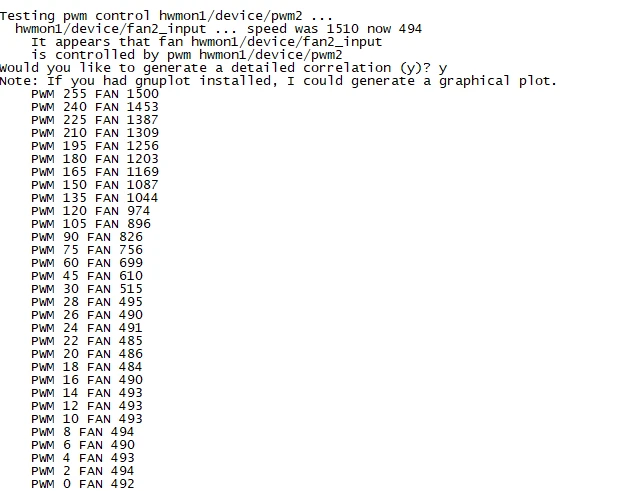 Testing pwm control hwmon1/device/pwm2 ...
hwmon1/device/fan2_input ... speed was 1510 now 494
It appears that fan hwmon1/device/fan2_input
is controlled by pwm hwmon1/device/pwm2
Would you like to generate a detailed correlation (y)? y
Note: If you had gnuplot installed, I could generate a graphical plot.
PWM 255 FAN 1500
PWM 240 FAN 1453
PWM 225 FAN 1387
PWM 210 FAN 1309
PWM 195 FAN 1256
PWM 180 FAN 1203
PWM 165 FAN 1169
PWM 150 FAN 1087
PWM 135 FAN 1044
PWM 120 FAN 974
PWM 105 FAN 896
PWM 90 FAN 826
PWM 75 FAN 756
PWM 60 FAN 699
PWM 45 FAN 610
PWM 30 FAN 515
PWM 28 FAN 495
PWM 26 FAN 490
PWM 24 FAN 491
PWM 22 FAN 485
PWM 20 FAN 486
PWM 18 FAN 484
PWM 16 FAN 490
PWM 14 FAN 493
PWM 12 FAN 493
PWM 10 FAN 493
PWM 8 FAN 494
PWM 6 FAN 490
PWM 4 FAN 493
PWM 2 FAN 494
PWM 0 FAN 492